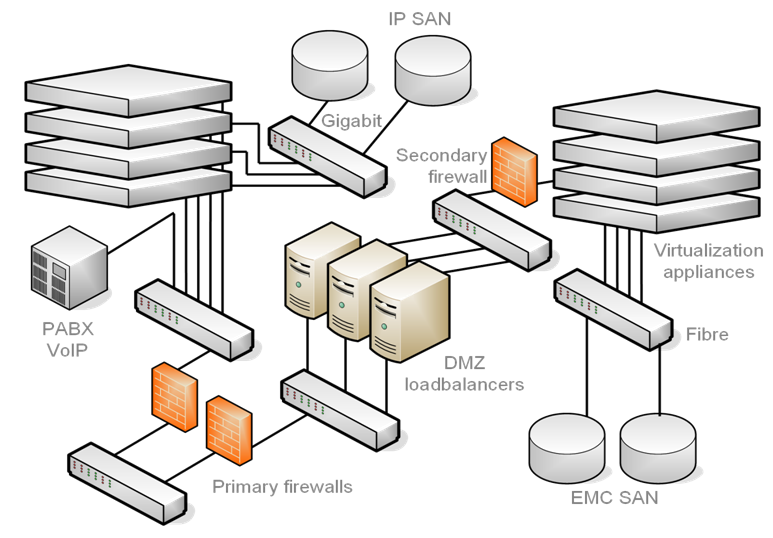 IP SAN
Gigabit
Secondary
firewall
Virtualization
appliances
PABX
VoIP
Fibre
DMZ
loadbalancers
Primary firewalls
EMC SAN